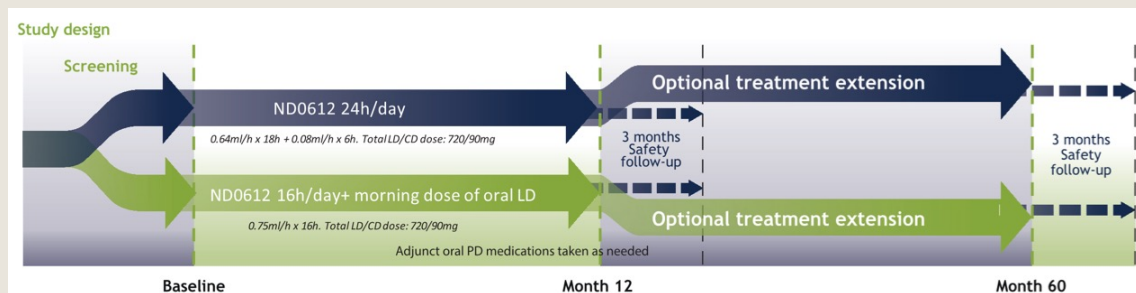 Study design
Screening
ND0612 24h/day
0.64ml/h x 18h + 0.08ml/h x 6h. Total LD/CD dose: 720/90mg
Optional treatment extension
3 months
Safety
follow-up
3 months
Safety
follow-up
ND0612 16h/day+ morning dose of oral LD
0.75ml/h x 16h. Total LD/CD dose: 720/90mg
Optional treatment extension
Adjunct oral PD medications taken as needed
Baseline
Month 12
Month 60